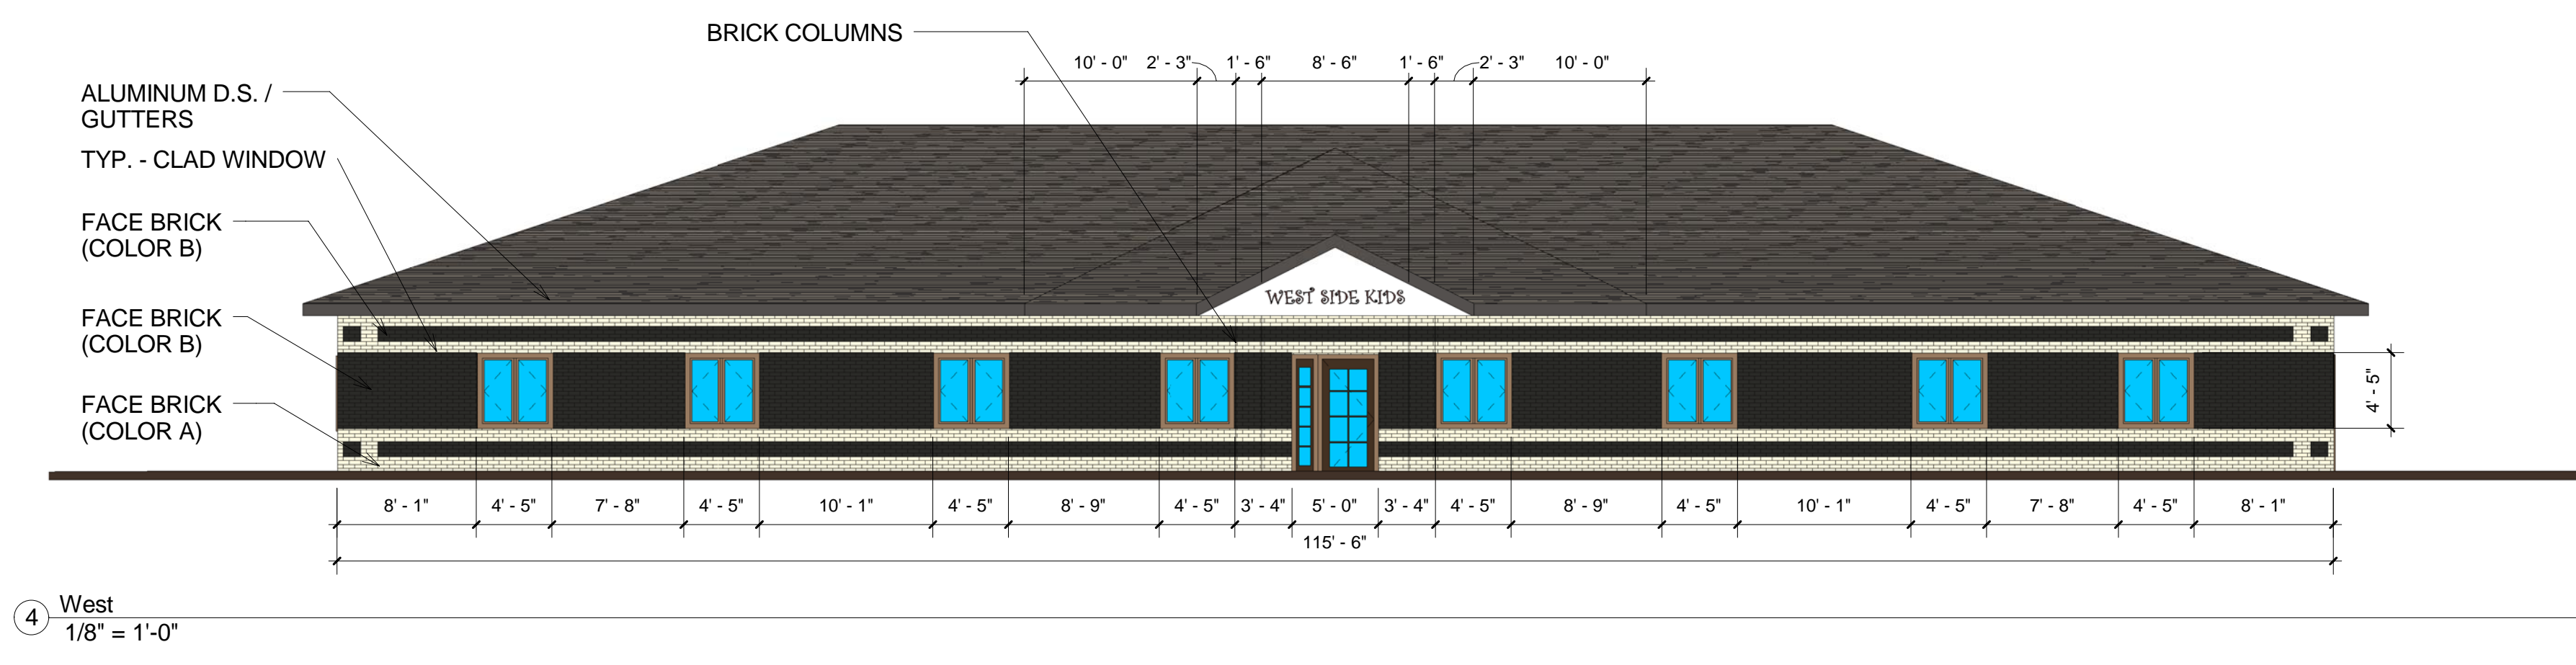 BRICK COLUMNS
10' - 0" 2' - 3" 1' - 6" 8' - 6" 1' - 6" 2' - 3" 10' - 0"
ALUMINUM D.S. /
GUTTERS
TYP. - CLAD WINDOW
FACE BRICK
(COLOR B)
WEST SIDE KIDS
FACE BRICK
(COLOR B)
FACE BRICK
(COLOR A)
4' - 5"
8' - 1" 4' - 5" 7' - 8" 4' - 5" 10' - 1" 4' - 5" 8' - 9" 4' - 5" 3' - 4" 5' - 0" 3' - 4" 4' - 5" 8' - 9" 4' - 5" 10' - 1" 4' - 5" 7' - 8" 4' - 5" 8' - 1"
115' - 6"
4 West
1/8" = 1'-0"